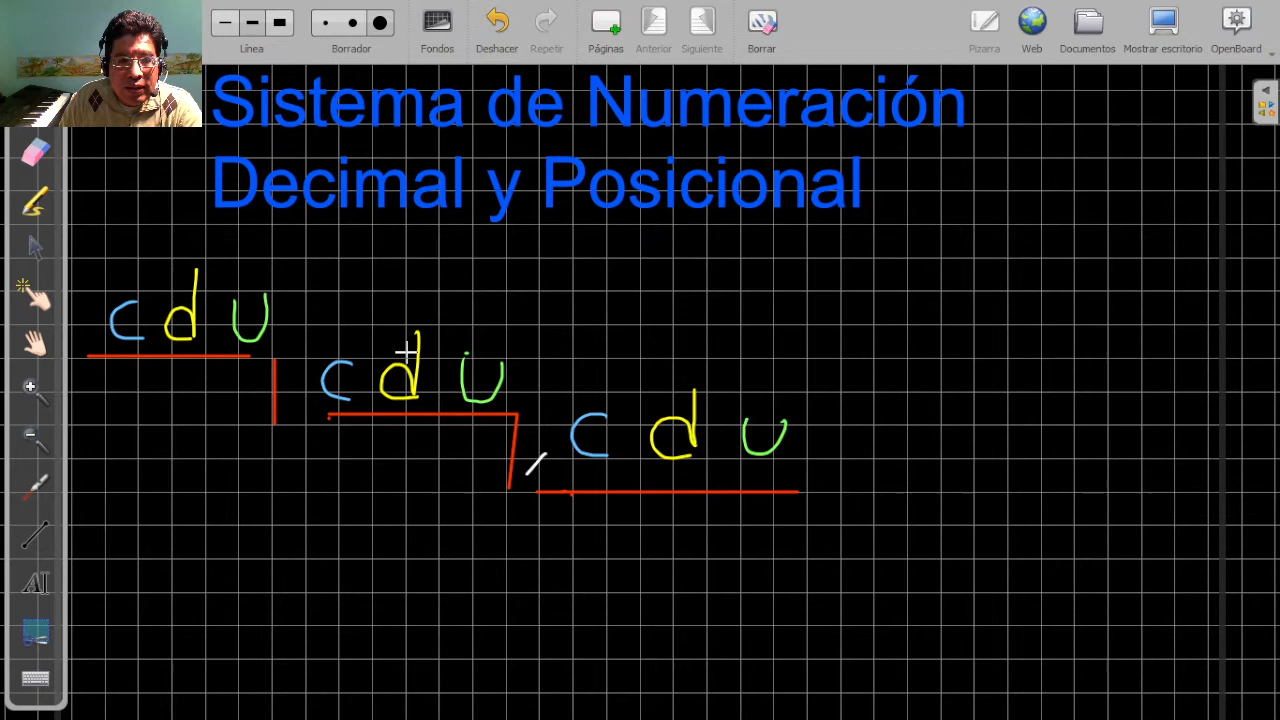 Línea Borrador Fondos Deshacer Repetir Páginas Anterior Siguiente Borrar Pizarra Web Documentos Mostrar escritorio OpenBoard
Sistema de Numeración
Decimal y Posicional
c d u
c d u
c d u
AI